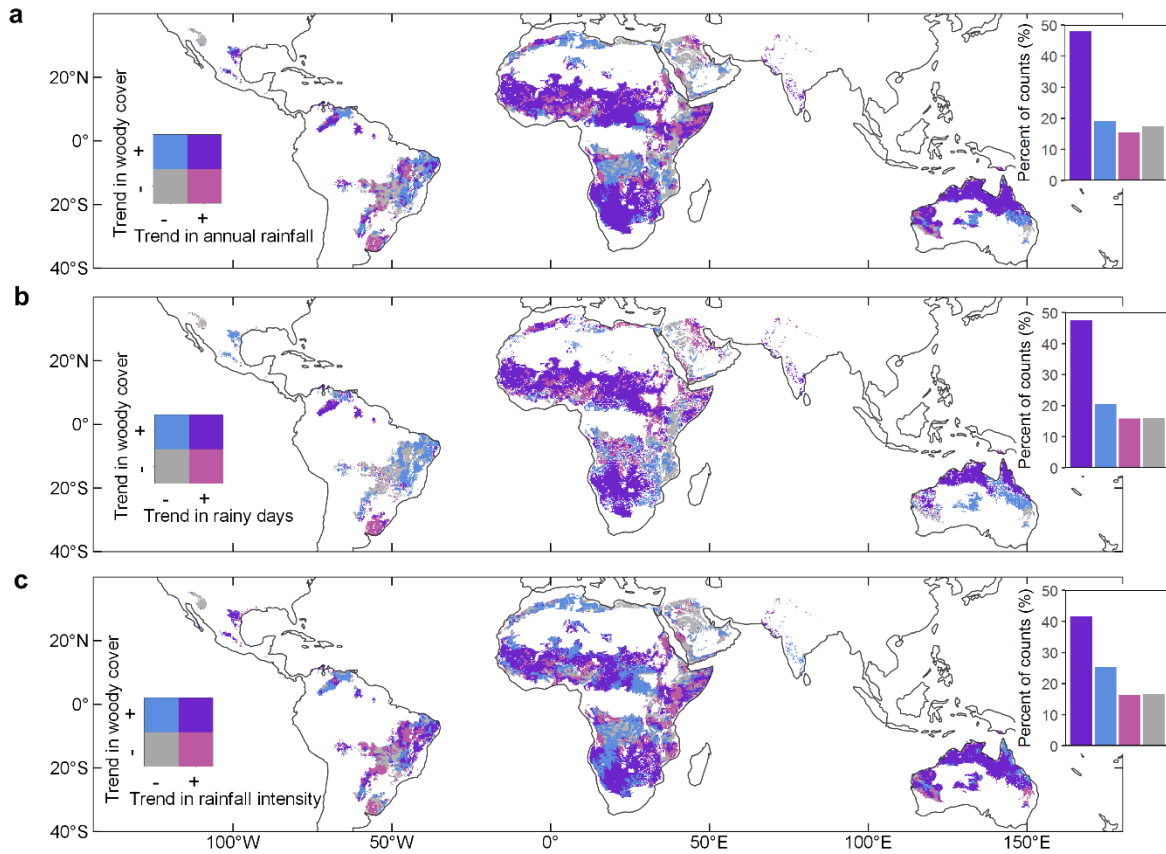 a
20°N
0°
20°S
40°S
Trend in woody cover
+
-
- +
Trend in annual rainfall
Percent of counts (%)
50
40
30
20
10
0
b
20°N
0°
20°S
40°S
Trend in woody cover
+
-
- +
Trend in rainy days
Percent of counts (%)
50
40
30
20
10
0
c
20°N
0°
20°S
40°S
Trend in woody cover
+
-
- +
Trend in rainfall intensity
Percent of counts (%)
50
40
30
20
10
0
100°W 50°W 0° 50°E 100°E 150°E